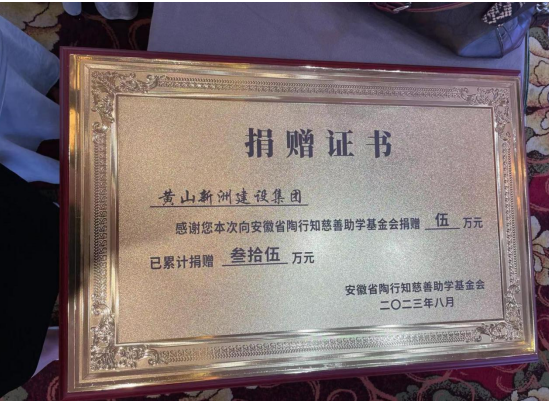 捐赠证书
黄山新洲建设集团
感谢您本次向安徽省陶行知慈善助学基金会捐赠 伍 万元
已累计捐赠 叁拾伍 万元
安徽省陶行知慈善助学基金会
二〇二三年八月